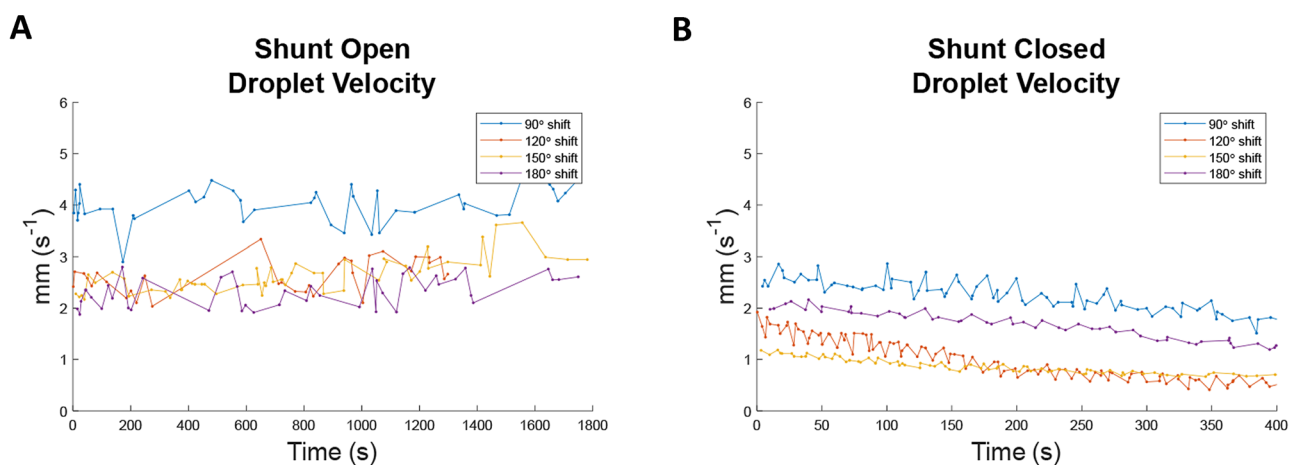 A
Shunt Open
Droplet Velocity
6
5
4
3
2
1
0
mm (s⁻¹)
90° shift
120° shift
150° shift
180° shift
0 200 400 600 800 1000 1200 1400 1600 1800
Time (s)
B
Shunt Closed
Droplet Velocity
6
5
4
3
2
1
0
mm (s⁻¹)
90° shift
120° shift
150° shift
180° shift
0 50 100 150 200 250 300 350 400
Time (s)